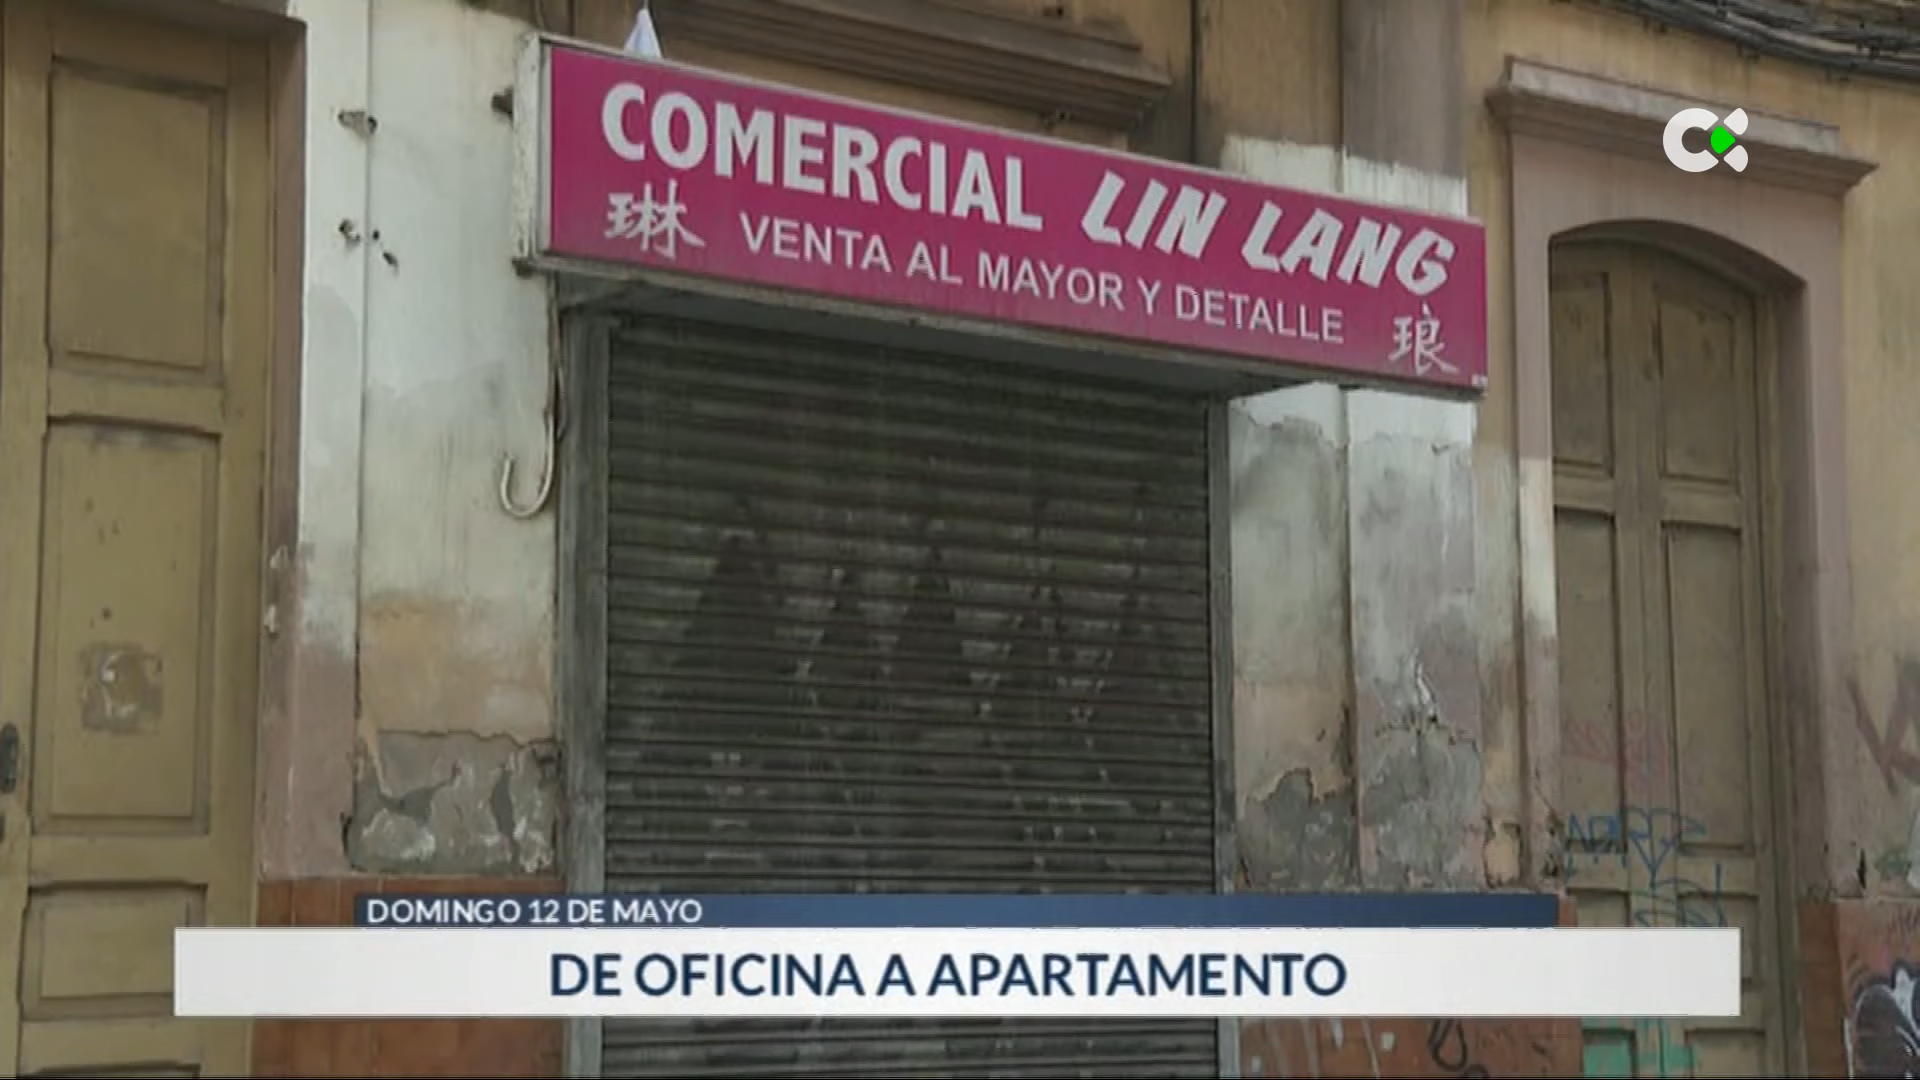 COMERCIAL LIN LANG
琳 VENTA AL MAYOR Y DETALLE 琅
DOMINGO 12 DE MAYO
DE OFICINA A APARTAMENTO